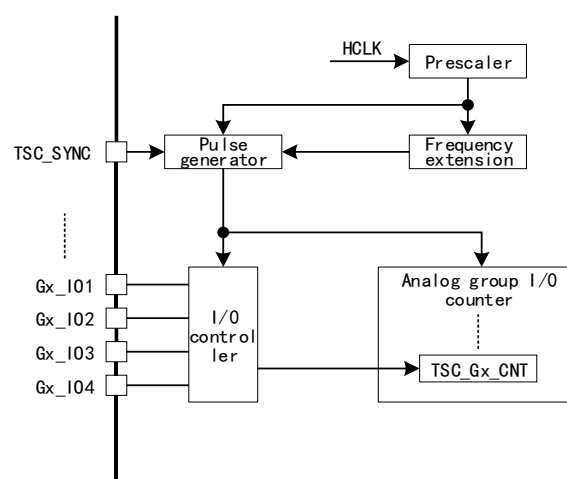 HCLK
Prescaler
TSC_SYNC
Pulse
generator
Frequency
extension
Gx_IO1
Gx_IO2
Gx_IO3
Gx_IO4
I/O
control
ler
Analog group I/O
counter
TSC_Gx_CNT